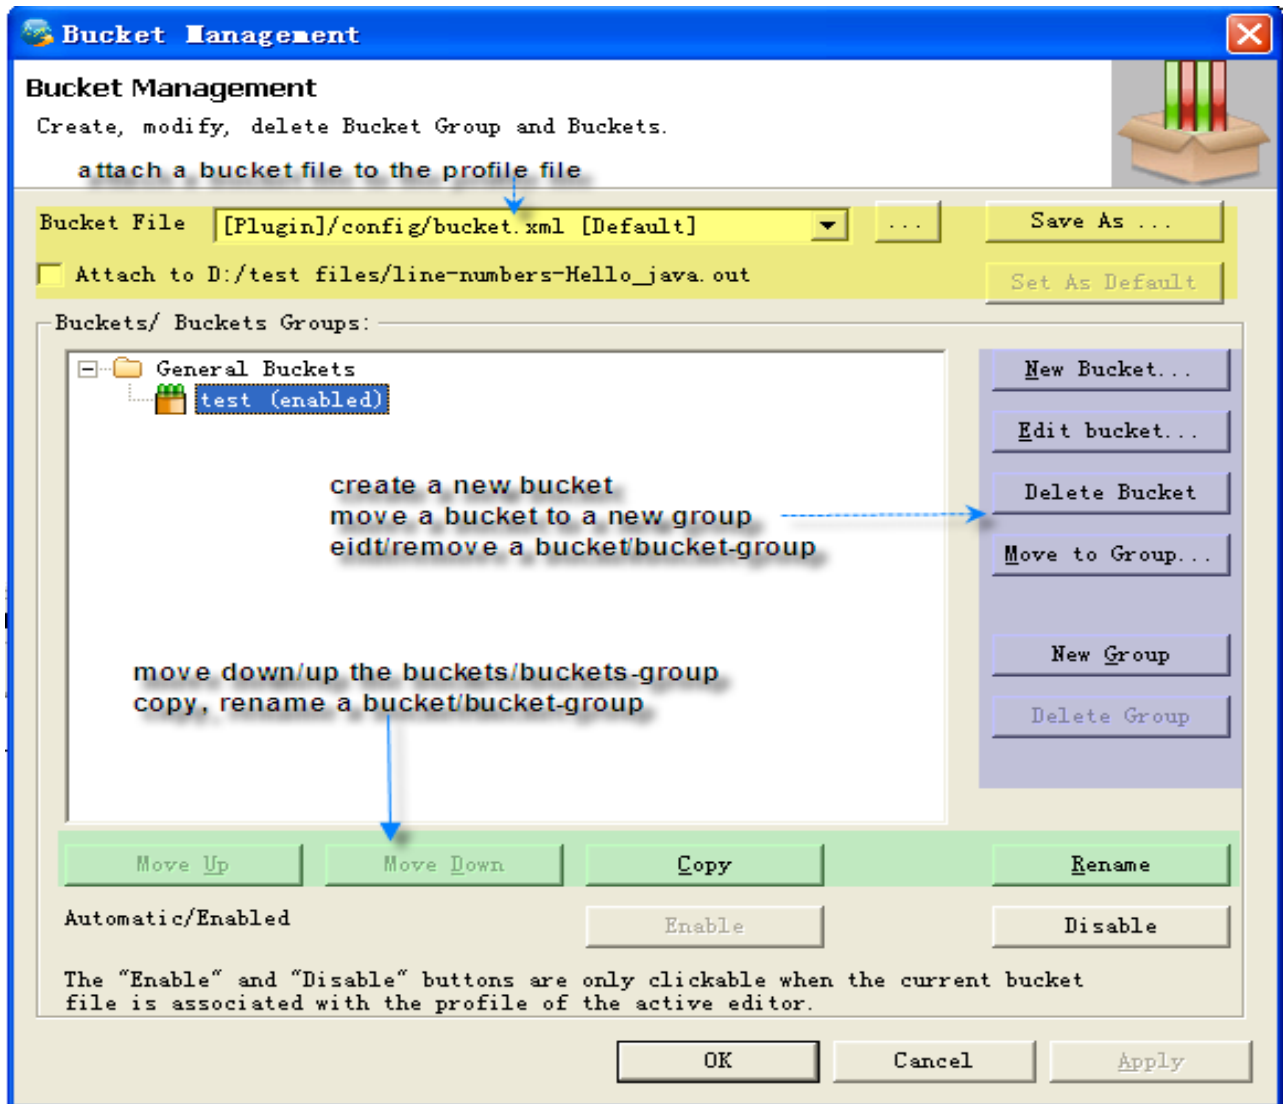 Bucket Management
Bucket Management
Create, modify, delete Bucket Group and Buckets.
attach a bucket file to the profile file
Bucket File [Plugin]/config/bucket.xml [Default] ... Save As ...
Attach to D:/test files/line-numbers-Hello_java.out Set As Default
Buckets/ Buckets Groups:
General Buckets New Bucket...
test (enabled)
Edit bucket...
create a new bucket Delete Bucket
move a bucket to a new group
eidt/remove a bucket/bucket-group Move to Group...
New Group
move down/up the buckets/buckets-group
copy, rename a bucket/bucket-group Delete Group
Move Up Move Down Copy Rename
Automatic/Enabled Enable Disable
The "Enable" and "Disable" buttons are only clickable when the current bucket
file is associated with the profile of the active editor.
OK Cancel Apply